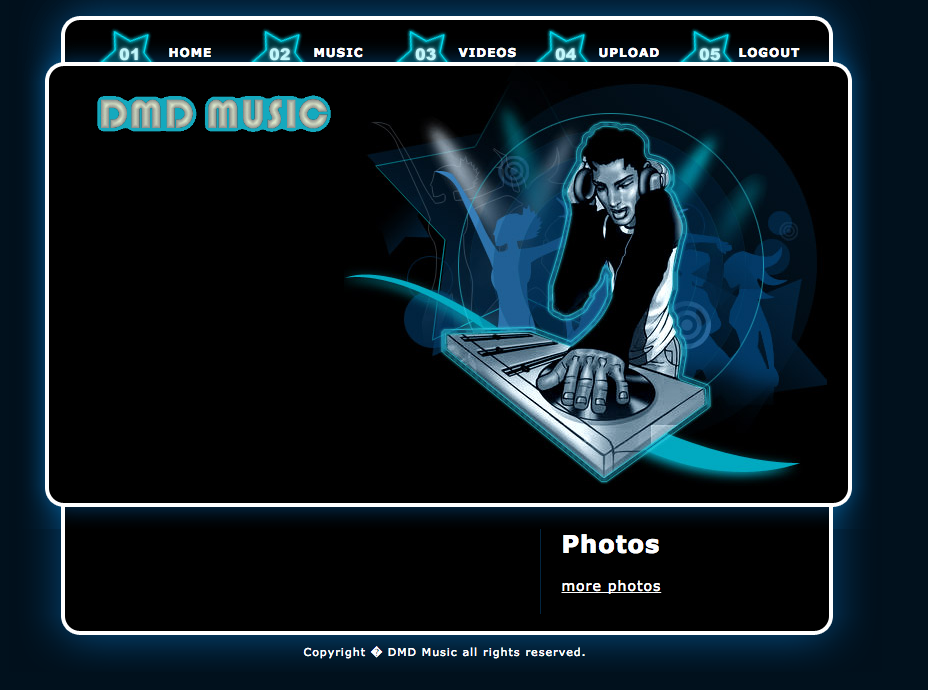 01 HOME 02 MUSIC 03 VIDEOS 04 UPLOAD 05 LOGOUT
DMD MUSIC
Photos
more photos
Copyright � DMD Music all rights reserved.